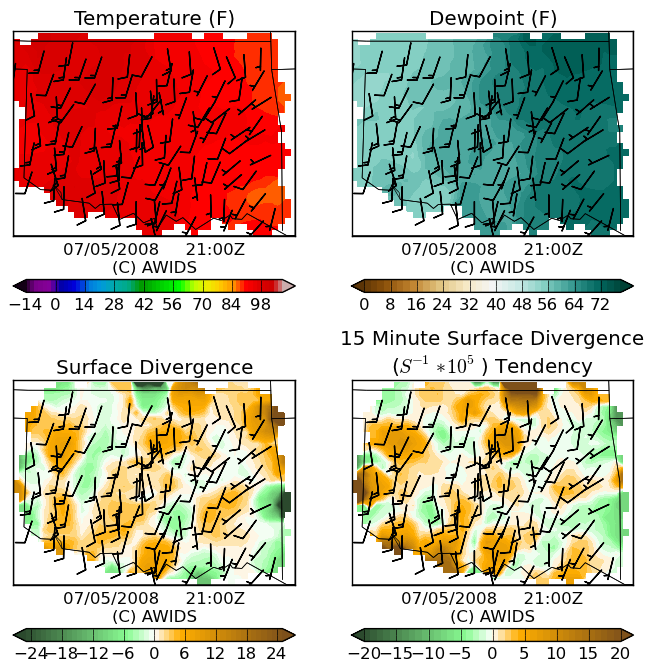 Temperature (F)
Dewpoint (F)
07/05/2008 21:00Z
(C) AWIDS
07/05/2008 21:00Z
(C) AWIDS
−14 0 14 28 42 56 70 84 98
0 8 16 24 32 40 48 56 64 72
Surface Divergence
15 Minute Surface Divergence
(S^{-1} *10^5 ) Tendency
07/05/2008 21:00Z
(C) AWIDS
07/05/2008 21:00Z
(C) AWIDS
−24 −18 −12 −6 0 6 12 18 24
−20 −15 −10 −5 0 5 10 15 20